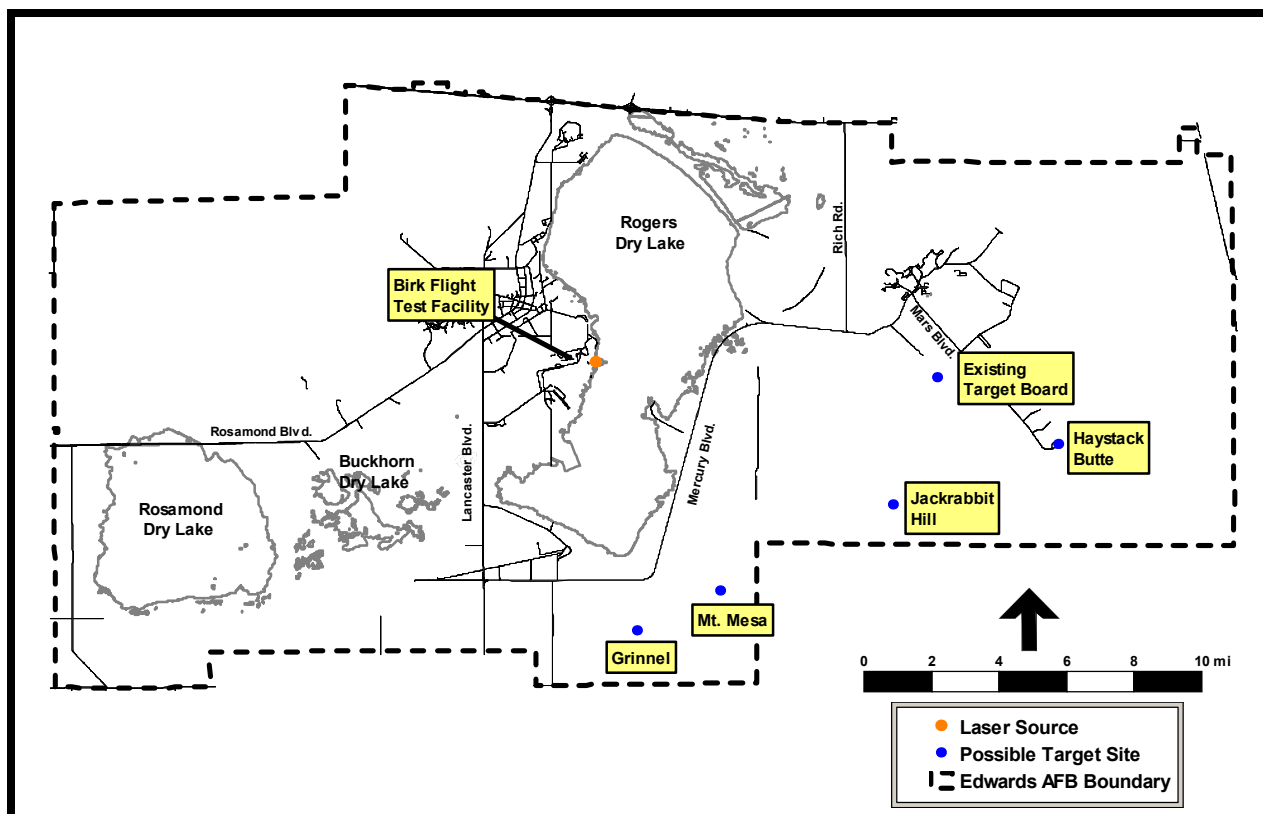 Rogers
Dry Lake
Rich Rd.
Birk Flight
Test Facility
Mars Blvd.
Existing
Target Board
Rosamond Blvd.
Haystack
Butte
Buckhorn
Dry Lake
Lancaster Blvd.
Mercury Blvd.
Rosamond
Dry Lake
Jackrabbit
Hill
Mt. Mesa
Grinnel
0 2 4 6 8 10 mi
Laser Source
Possible Target Site
Edwards AFB Boundary